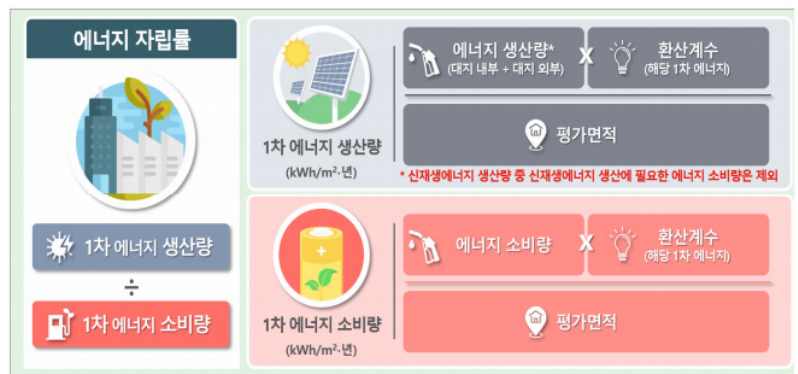 에너지 자립률
1차 에너지 생산량
÷
1차 에너지 소비량
1차 에너지 생산량
(kWh/m²·년)
에너지 생산량*
(대지 내부 + 대지 외부)
X
환산계수
(해당 1차 에너지)
평가면적
* 신재생에너지 생산량 중 신재생에너지 생산에 필요한 에너지 소비량은 제외
1차 에너지 소비량
(kWh/m²·년)
에너지 소비량
X
환산계수
(해당 1차 에너지)
평가면적